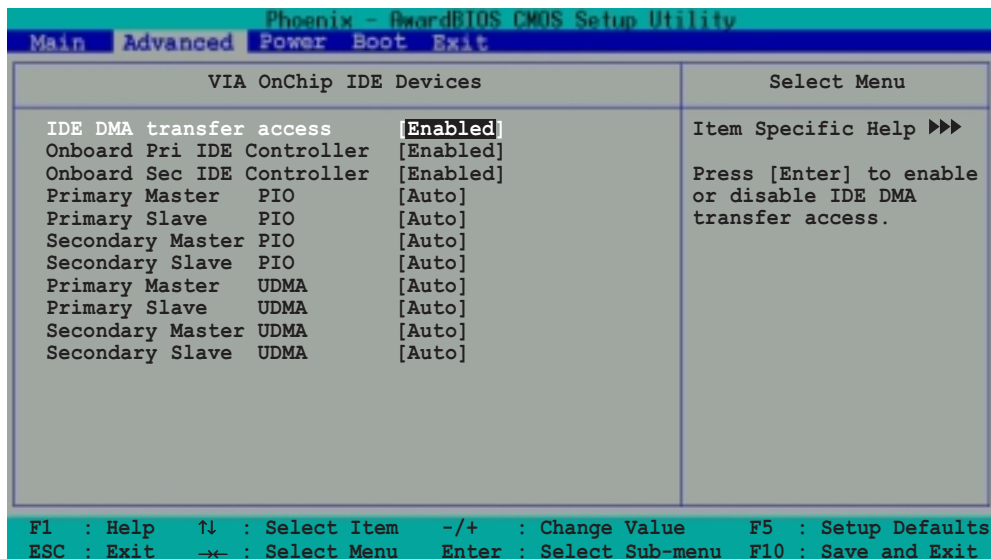 Phoenix - AwardBIOS CMOS Setup Utility
Main Advanced Power Boot Exit
VIA OnChip IDE Devices
Select Menu
IDE DMA transfer access [Enabled]
Onboard Pri IDE Controller [Enabled]
Onboard Sec IDE Controller [Enabled]
Primary Master PIO [Auto]
Primary Slave PIO [Auto]
Secondary Master PIO [Auto]
Secondary Slave PIO [Auto]
Primary Master UDMA [Auto]
Primary Slave UDMA [Auto]
Secondary Master UDMA [Auto]
Secondary Slave UDMA [Auto]
Item Specific Help ▶▶▶
Press [Enter] to enable
or disable IDE DMA
transfer access.
F1 : Help ↑↓ : Select Item -/+ : Change Value F5 : Setup Defaults
ESC : Exit →← : Select Menu Enter : Select Sub-menu F10 : Save and Exit